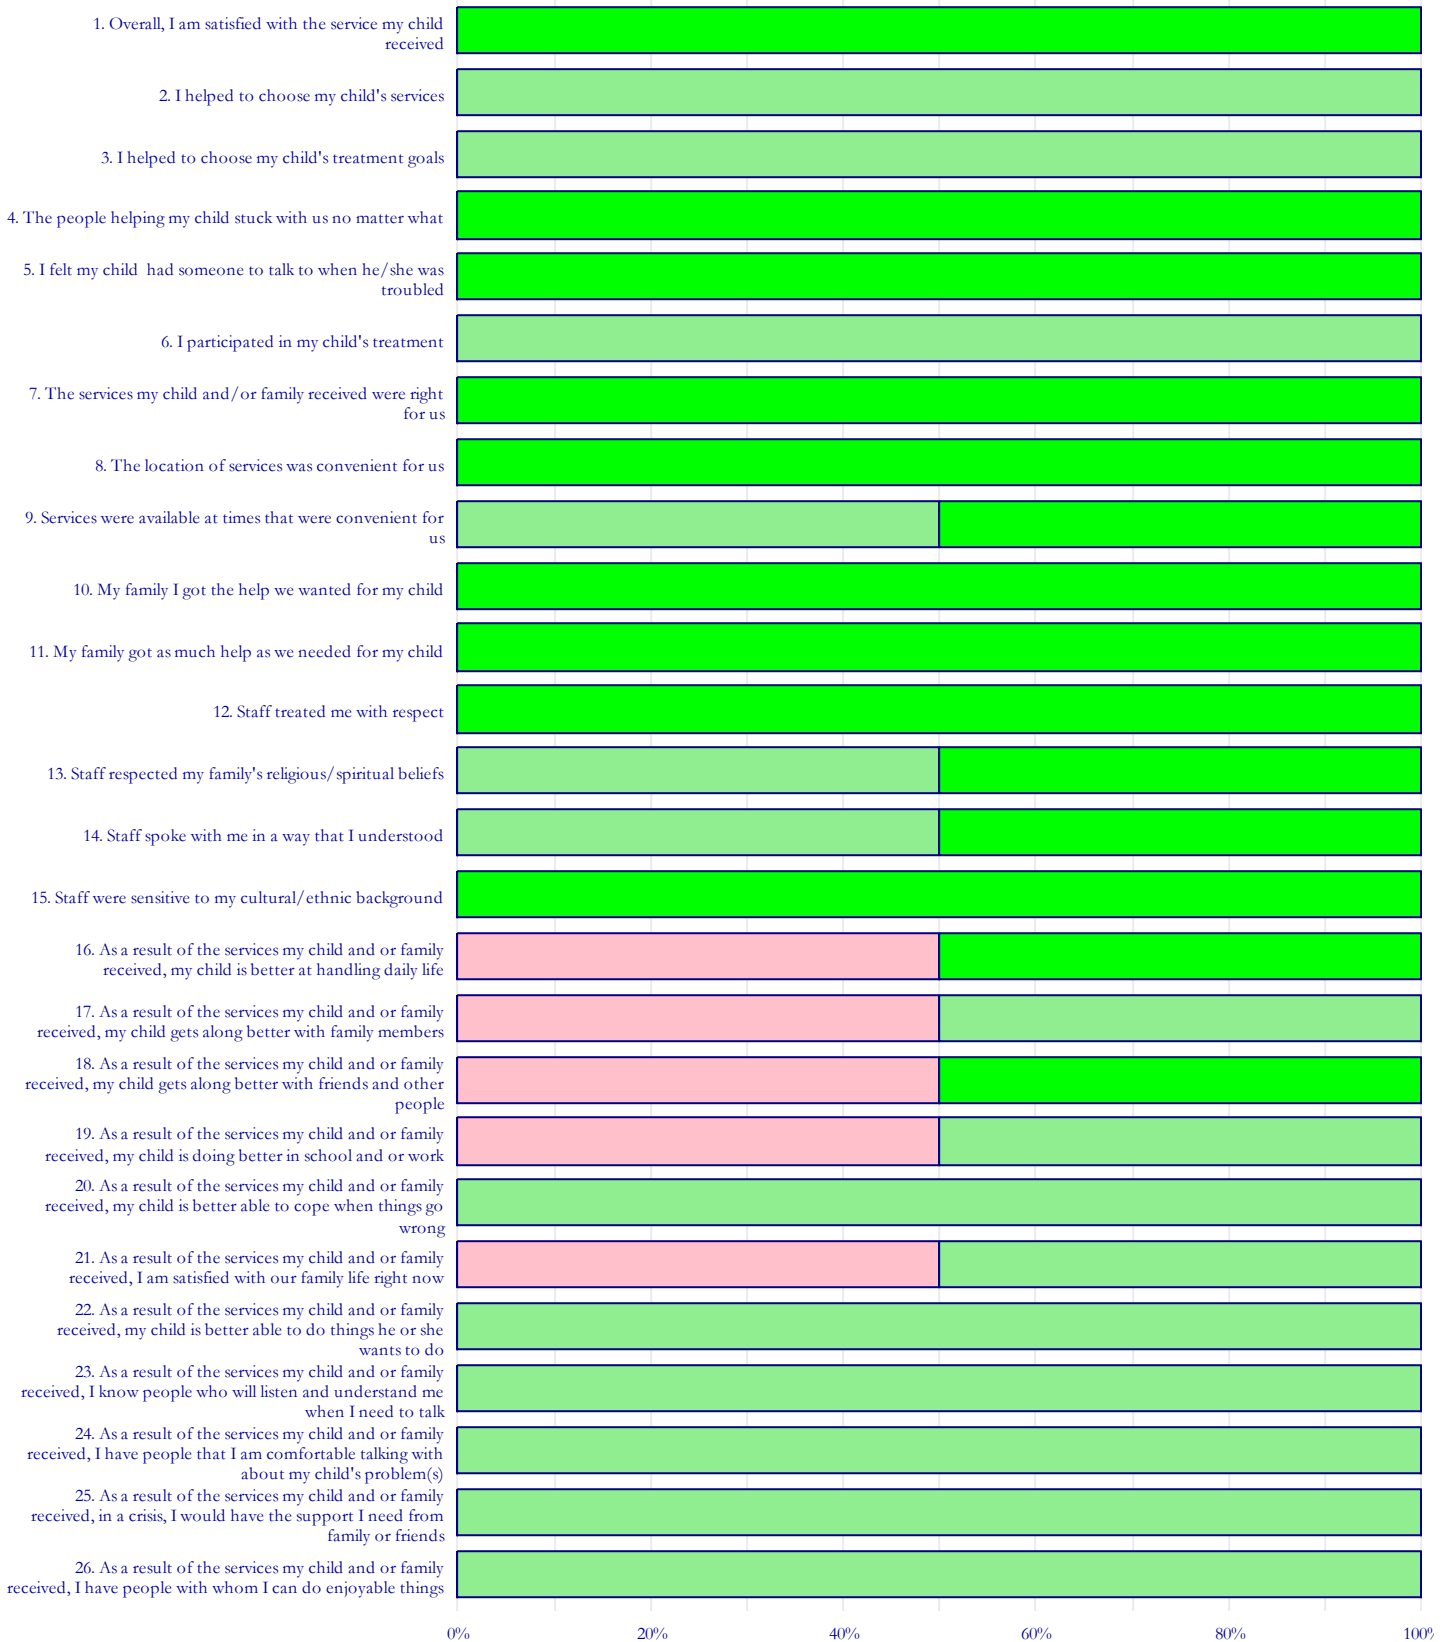 1. Overall, I am satisfied with the service my child
received
2. I helped to choose my child's services
3. I helped to choose my child's treatment goals
4. The people helping my child stuck with us no matter what
5. I felt my child  had someone to talk to when he/she was
troubled
6. I participated in my child's treatment
7. The services my child and/or family received were right
for us
8. The location of services was convenient for us
9. Services were available at times that were convenient for
us
10. My family I got the help we wanted for my child
11. My family got as much help as we needed for my child
12. Staff treated me with respect
13. Staff respected my family's religious/spiritual beliefs
14. Staff spoke with me in a way that I understood
15. Staff were sensitive to my cultural/ethnic background
16. As a result of the services my child and or family
received, my child is better at handling daily life
17. As a result of the services my child and or family
received, my child gets along better with family members
18. As a result of the services my child and or family
received, my child gets along better with friends and other
people
19. As a result of the services my child and or family
received, my child is doing better in school and or work
20. As a result of the services my child and or family
received, my child is better able to cope when things go
wrong
21. As a result of the services my child and or family
received, I am satisfied with our family life right now
22. As a result of the services my child and or family
received, my child is better able to do things he or she
wants to do
23. As a result of the services my child and or family
received, I know people who will listen and understand me
when I need to talk
24. As a result of the services my child and or family
received, I have people that I am comfortable talking with
about my child's problem(s)
25. As a result of the services my child and or family
received, in a crisis, I would have the support I need from
family or friends
26. As a result of the services my child and or family
received, I have people with whom I can do enjoyable things
0% 20% 40% 60% 80% 100%